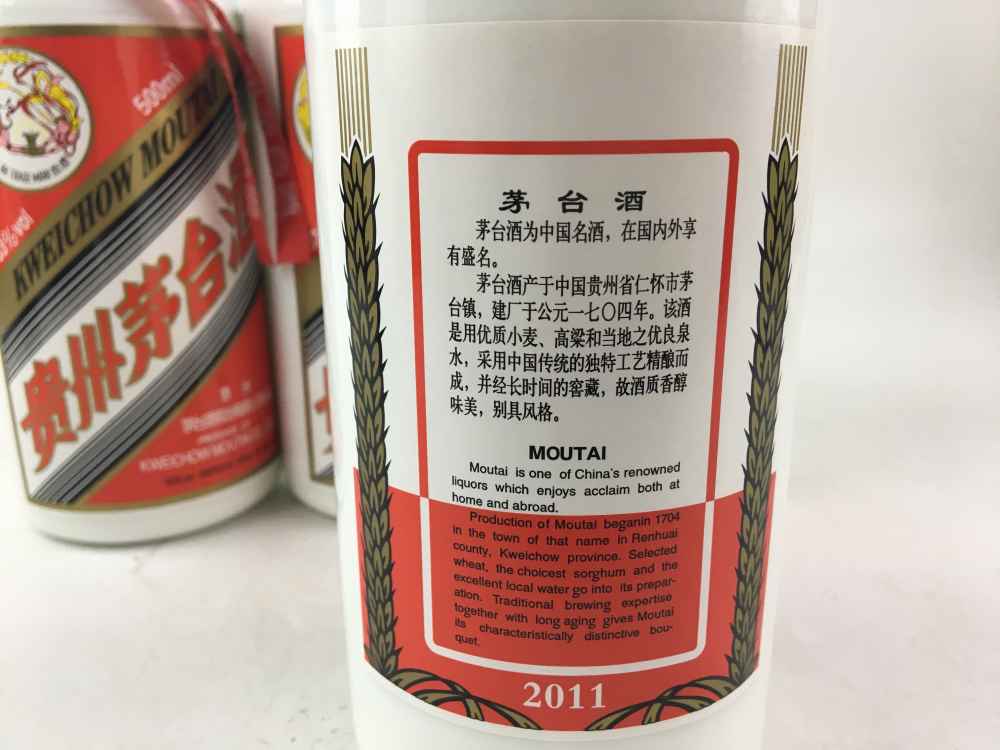 500ml
KWEICHOW MOUTAI
贵州茅台酒
茅台酒
茅台酒为中国名酒，在国内外享
有盛名。
茅台酒产于中国贵州省仁怀市茅
台镇，建厂于公元一七〇四年。该酒
是用优质小麦、高粱和当地之优良泉
水，采用中国传统的独特工艺精酿而
成，并经长时间的窖藏，故酒质香醇
味美，别具风格。
MOUTAI
Moutai is one of China's renowned
liquors which enjoys acclaim both at
home and abroad.
Production of Moutai beganin 1704
in the town of that name in Renhuai
county, Kweichow province. Selected
wheat, the choicest sorghum and the
excellent local water go into its prepar-
ation. Traditional brewing expertise
together with long aging gives Moutai
its characteristically distinctive bou-
quet.
2011